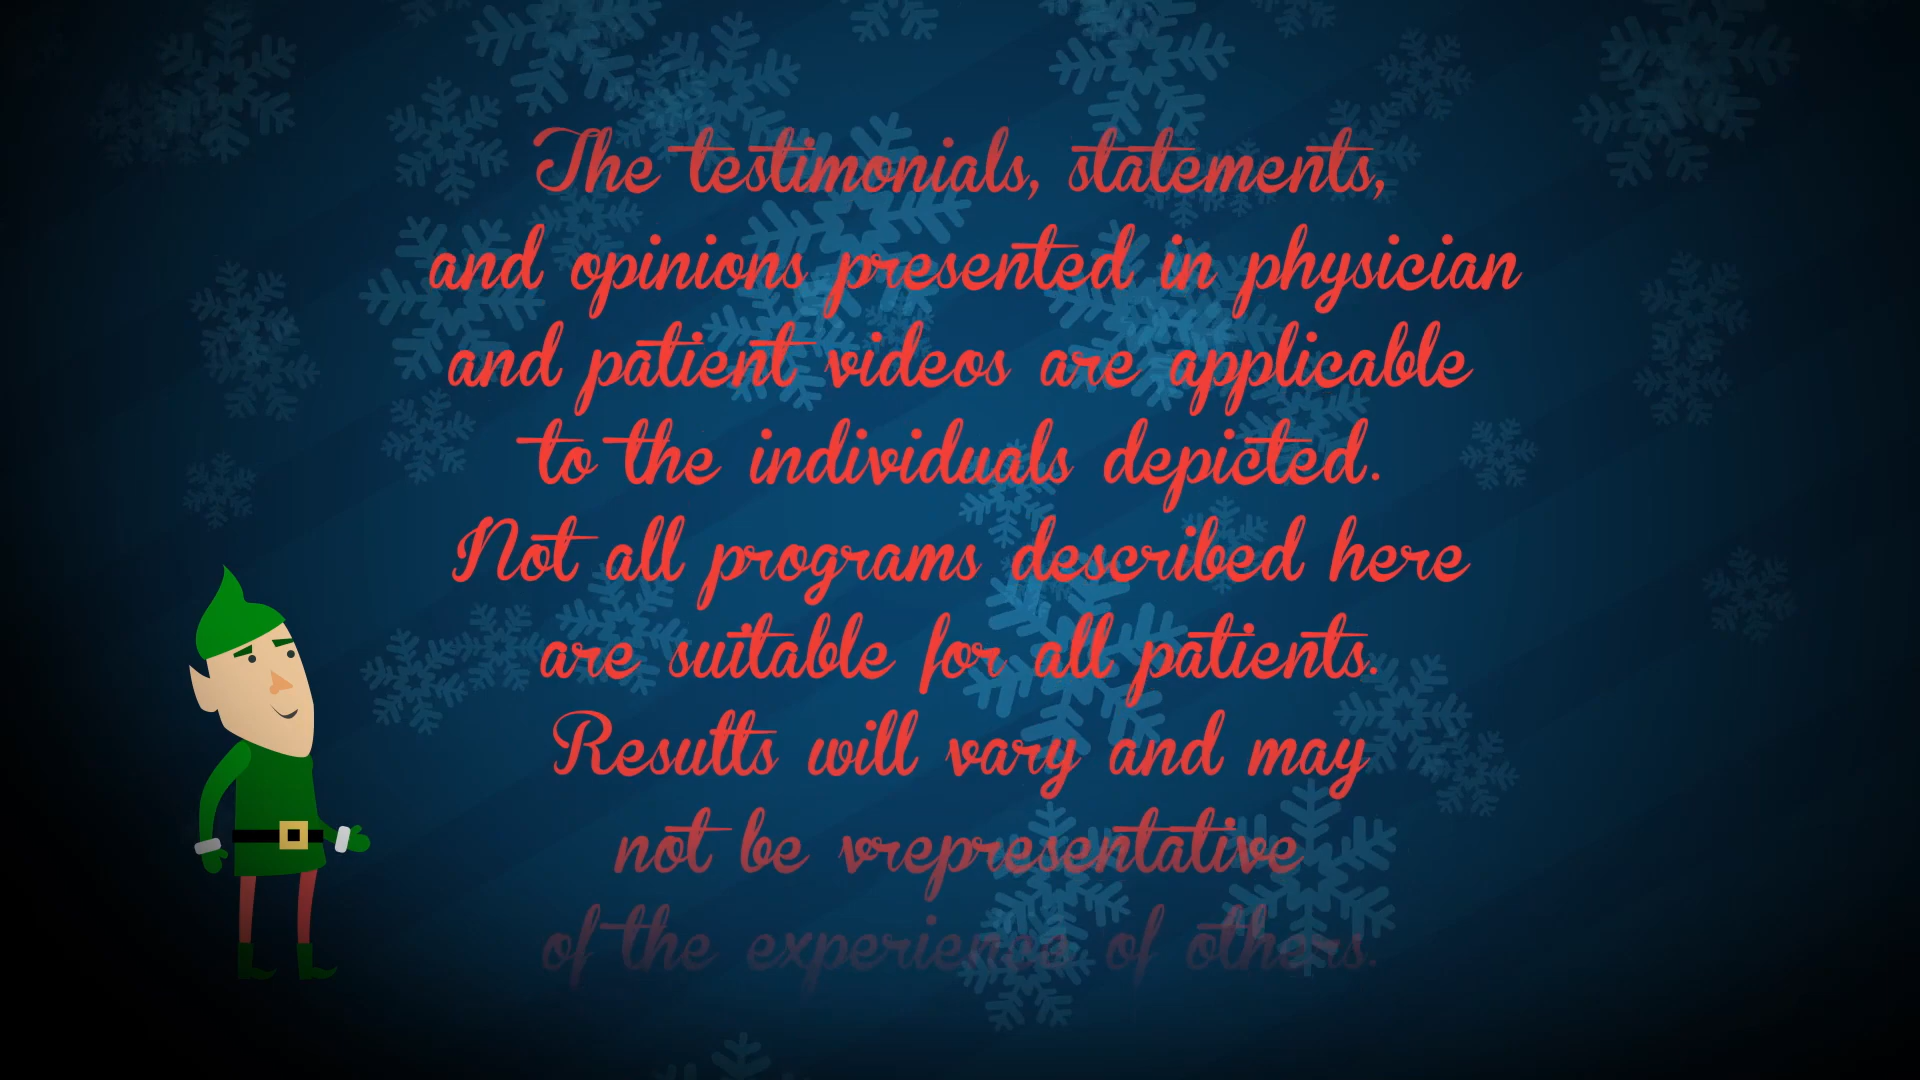 The testimonials, statements,
and opinions presented in physician
and patient videos are applicable
to the individuals depicted.
Not all programs described here
are suitable for all patients.
Results will vary and may
not be vrepresentative
of the experience of others.